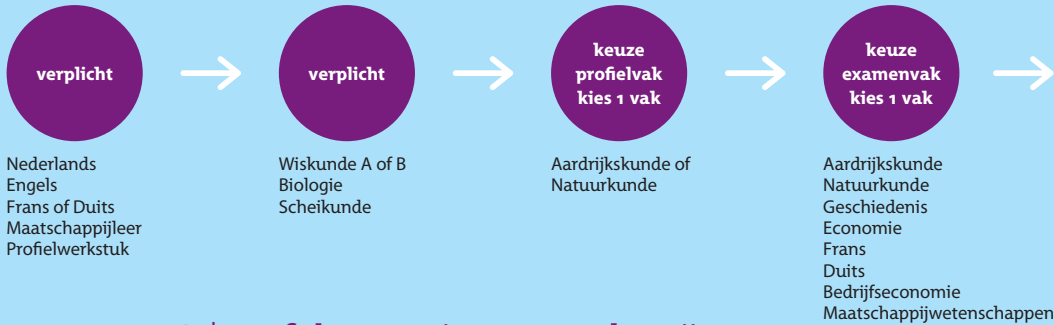 verplicht
Nederlands
Engels
Frans of Duits
Maatschappijleer
Profielwerkstuk
verplicht
Wiskunde A of B
Biologie
Scheikunde
keuze
profielvak
kies 1 vak
Aardrijkskunde of
Natuurkunde
keuze
examenvak
kies 1 vak
Aardrijkskunde
Natuurkunde
Geschiedenis
Economie
Frans
Duits
Bedrijfseconomie
Maatschappijwetenschappen